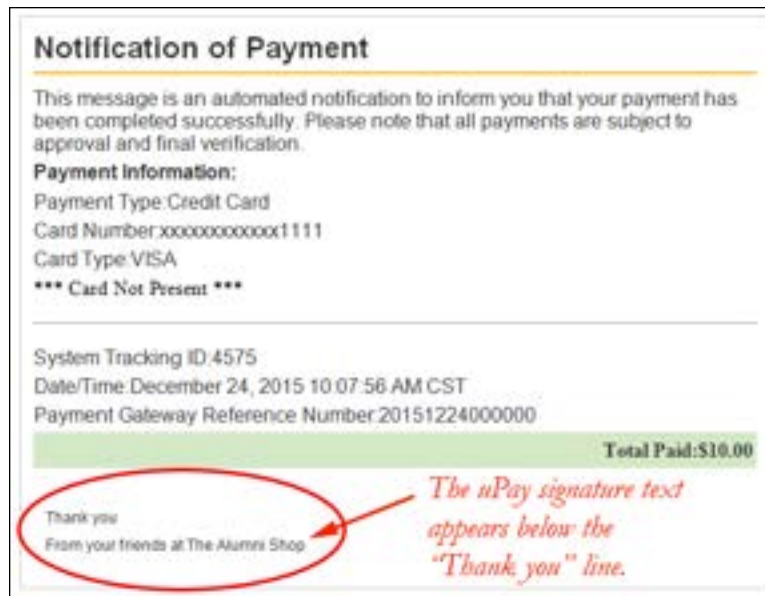 Notification of Payment
This message is an automated notification to inform you that your payment has
been completed successfully. Please note that all payments are subject to
approval and final verification.
Payment Information:
Payment Type:Credit Card
Card Number:xxxxxxxxxxxx1111
Card Type:VISA
*** Card Not Present ***
System Tracking ID:4575
Date/Time:December 24, 2015 10:07:56 AM CST
Payment Gateway Reference Number:20151224000000
Total Paid:$10.00
Thank you
From your friends at The Alumni Shop
The uPay signature text
appears below the
“Thank you” line.